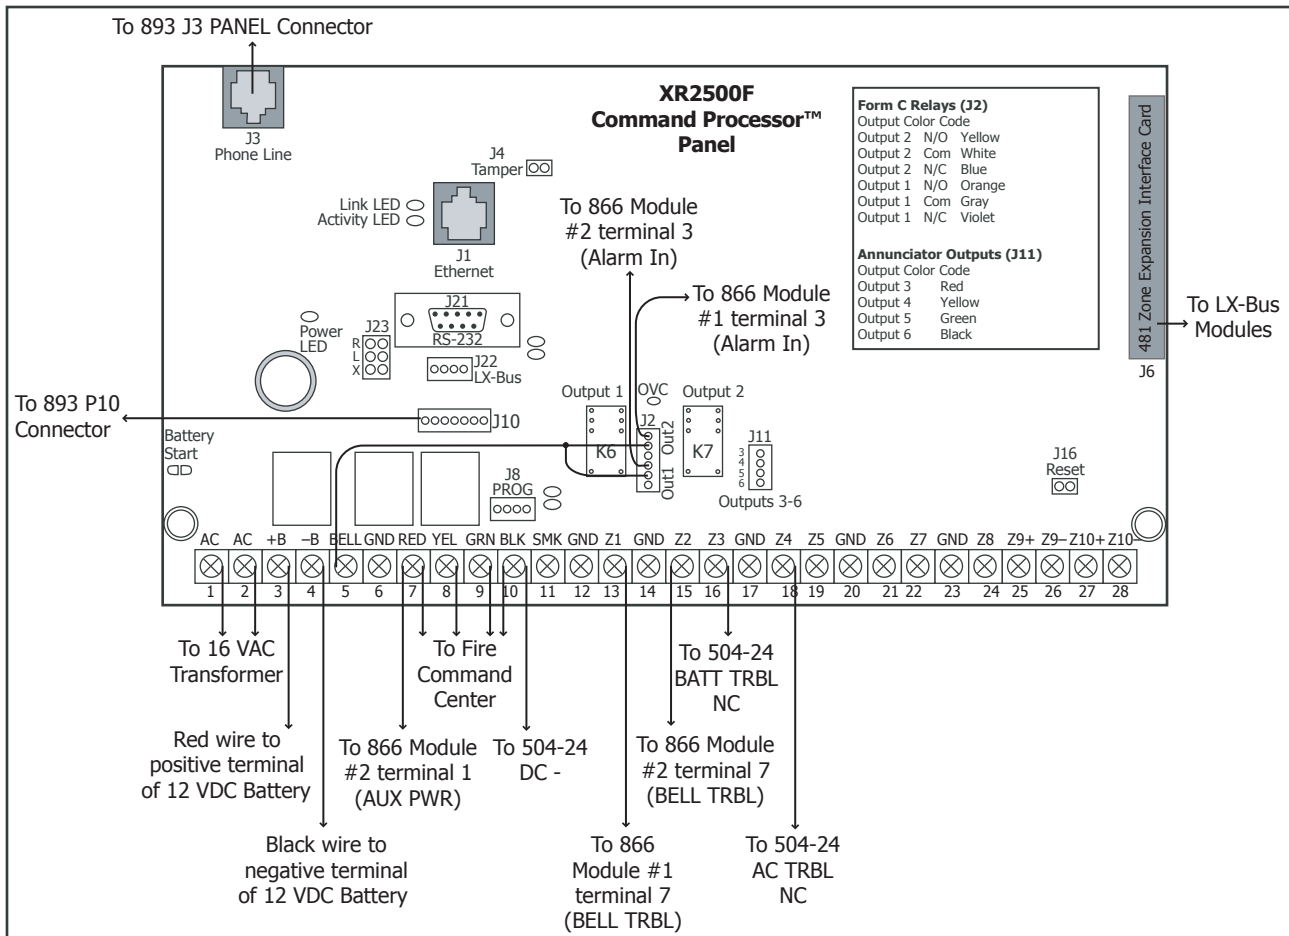 To 893 J3 PANEL Connector
J3
Phone Line
XR2500F
Command Processor™
Panel
Form C Relays (J2)
Output Color Code
Output 2 N/O Yellow
Output 2 Com White
Output 2 N/C Blue
Output 1 N/O Orange
Output 1 Com Gray
Output 1 N/C Violet
Annunciator Outputs (J11)
Output Color Code
Output 3 Red
Output 4 Yellow
Output 5 Green
Output 6 Black
481 Zone Expansion Interface Card
J6
To LX-Bus
Modules
J4
Tamper
Link LED
Activity LED
J1
Ethernet
To 866 Module
#2 terminal 3
(Alarm In)
To 866 Module
#1 terminal 3
(Alarm In)
J21
RS-232
Power
LED
J23
R
L
X
J22
LX-Bus
Output 1
OVC
Output 2
To 893 P10
Connector
J10
J2
Out2
Out1
K6
K7
J11
3
4
5
6
Outputs 3-6
Battery
Start
J8
PROG
J16
Reset
AC AC +B –B BELL GND RED YEL GRN BLK SMK GND Z1 GND Z2 Z3 GND Z4 Z5 GND Z6 Z7 GND Z8 Z9+ Z9– Z10+ Z10–
1 2 3 4 5 6 7 8 9 10 11 12 13 14 15 16 17 18 19 20 21 22 23 24 25 26 27 28
To 16 VAC
Transformer
To Fire
Command
Center
To 504-24
BATT TRBL
NC
Red wire to
positive terminal
of 12 VDC Battery
To 866 Module
#2 terminal 1
(AUX PWR)
To 504-24
DC -
To 866 Module
#2 terminal 7
(BELL TRBL)
Black wire to
negative terminal
of 12 VDC Battery
To 866
Module #1
terminal 7
(BELL TRBL)
To 504-24
AC TRBL
NC